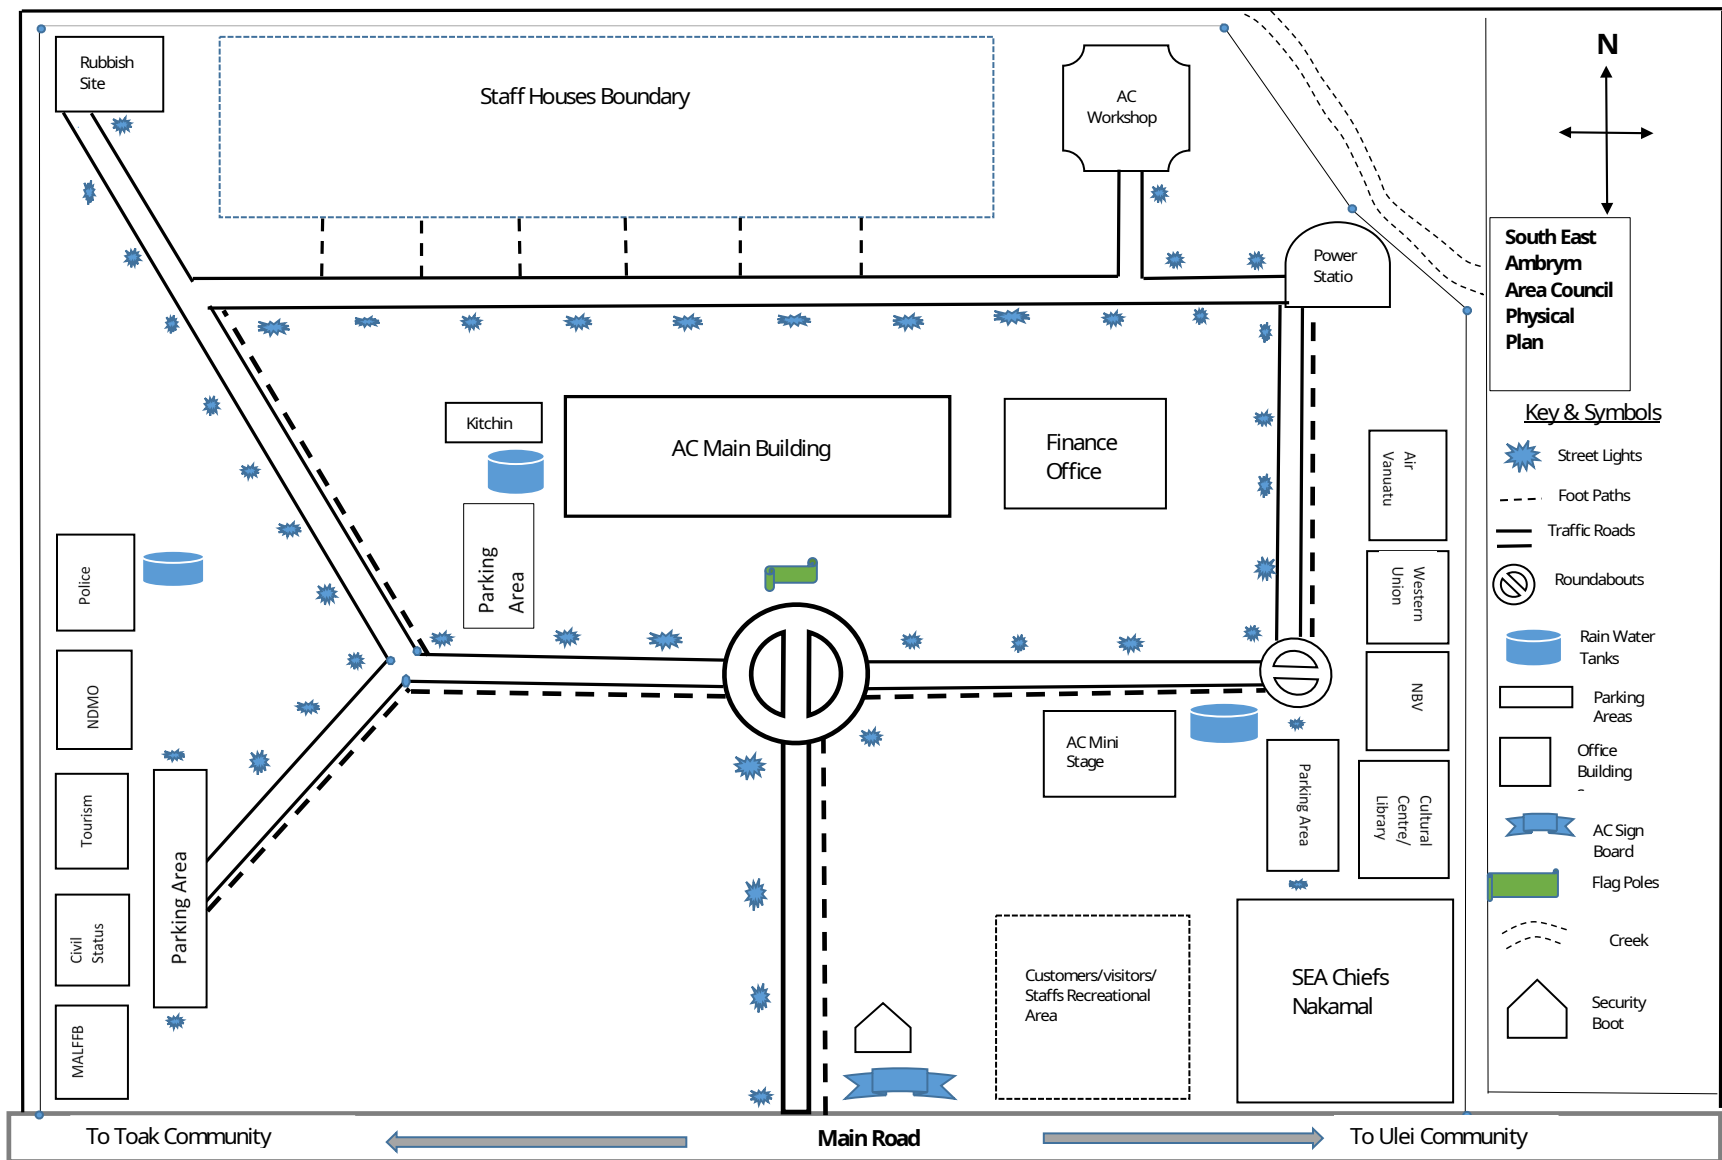 Rubbish
Site
Staff Houses Boundary
AC
Workshop
N
Power
Statio
South East
Ambrym
Area Council
Physical
Plan
Kitchin
AC Main Building
Finance
Office
Key & Symbols
Street Lights
Foot Paths
Traffic Roads
Roundabouts
Rain Water
Tanks
Parking
Areas
Office
Building
AC Sign
Board
Flag Poles
Creek
Security
Boot
Air
Vanuatu
Western
Union
NBV
Cultural
Centre/
Library
Parking Area
Police
NDMO
Tourism
Civil
Status
MALFFB
Parking Area
Parking
Area
AC Mini
Stage
Customers/visitors/
Staffs Recreational
Area
SEA Chiefs
Nakamal
To Toak Community
Main Road
To Ulei Community